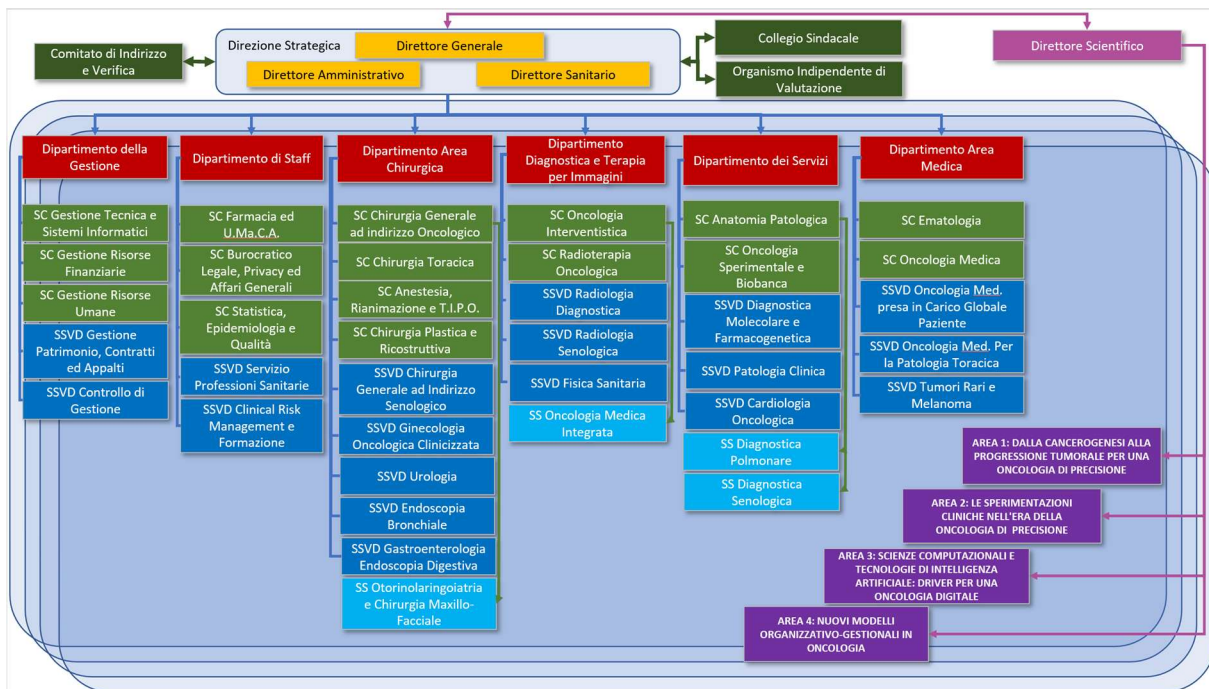 Comitato di Indirizzo
e Verifica
Direzione Strategica
Direttore Generale
Direttore Amministrativo
Direttore Sanitario
Collegio Sindacale
Organismo Indipendente di
Valutazione
Direttore Scientifico
Dipartimento della
Gestione
SC Gestione Tecnica e
Sistemi Informatici
SC Gestione Risorse
Finanziarie
SC Gestione Risorse
Umane
SSVD Gestione
Patrimonio, Contratti
ed Appalti
SSVD Controllo di
Gestione
Dipartimento di Staff
SC Farmacia ed
U.Ma.C.A.
SC Burocratico
Legale, Privacy ed
Affari Generali
SC Statistica,
Epidemiologia e
Qualità
SSVD Servizio
Professioni Sanitarie
SSVD Clinical Risk
Management e
Formazione
Dipartimento Area
Chirurgica
SC Chirurgia Generale
ad indirizzo Oncologico
SC Chirurgia Toracica
SC Anestesia,
Rianimazione e T.I.P.O.
SC Chirurgia Plastica e
Ricostruttiva
SSVD Chirurgia
Generale ad Indirizzo
Senologico
SSVD Ginecologia
Oncologica Clinicizzata
SSVD Urologia
SSVD Endoscopia
Bronchiale
SSVD Gastroenterologia
Endoscopia Digestiva
SS Otorinolaringoiatria
e Chirurgia Maxillo-
Facciale
Dipartimento
Diagnostica e Terapia
per Immagini
SC Oncologia
Interventistica
SC Radioterapia
Oncologica
SSVD Radiologia
Diagnostica
SSVD Radiologia
Senologica
SSVD Fisica Sanitaria
SS Oncologia Medica
Integrata
Dipartimento dei Servizi
SC Anatomia Patologica
SC Oncologia
Sperimentale e
Biobanca
SSVD Diagnostica
Molecolare e
Farmacogenetica
SSVD Patologia Clinica
SSVD Cardiologia
Oncologica
SS Diagnostica
Polmonare
SS Diagnostica
Senologica
Dipartimento Area
Medica
SC Ematologia
SC Oncologia Medica
SSVD Oncologia Med.
presa in Carico Globale
Paziente
SSVD Oncologia Med. Per
la Patologia Toracica
SSVD Tumori Rari e
Melanoma
AREA 1: DALLA CANCEROGENESI ALLA
PROGRESSIONE TUMORALE PER UNA
ONCOLOGIA DI PRECISIONE
AREA 2: LE SPERIMENTAZIONI
CLINICHE NELL'ERA DELLA
ONCOLOGIA DI PRECISIONE
AREA 3: SCIENZE COMPUTAZIONALI E
TECNOLOGIE DI INTELLIGENZA
ARTIFICIALE: DRIVER PER UNA
ONCOLOGIA DIGITALE
AREA 4: NUOVI MODELLI
ORGANIZZATIVO-GESTIONALI IN
ONCOLOGIA